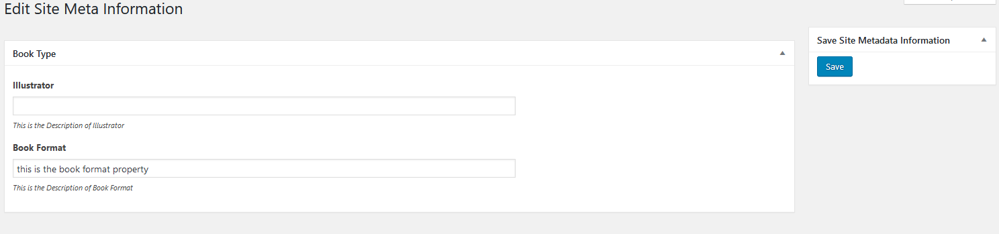 Edit Site Meta Information
Book Type
Illustrator
This is the Description of Illustrator
Book Format
this is the book format property
This is the Description of Book Format
Save Site Metadata Information
Save